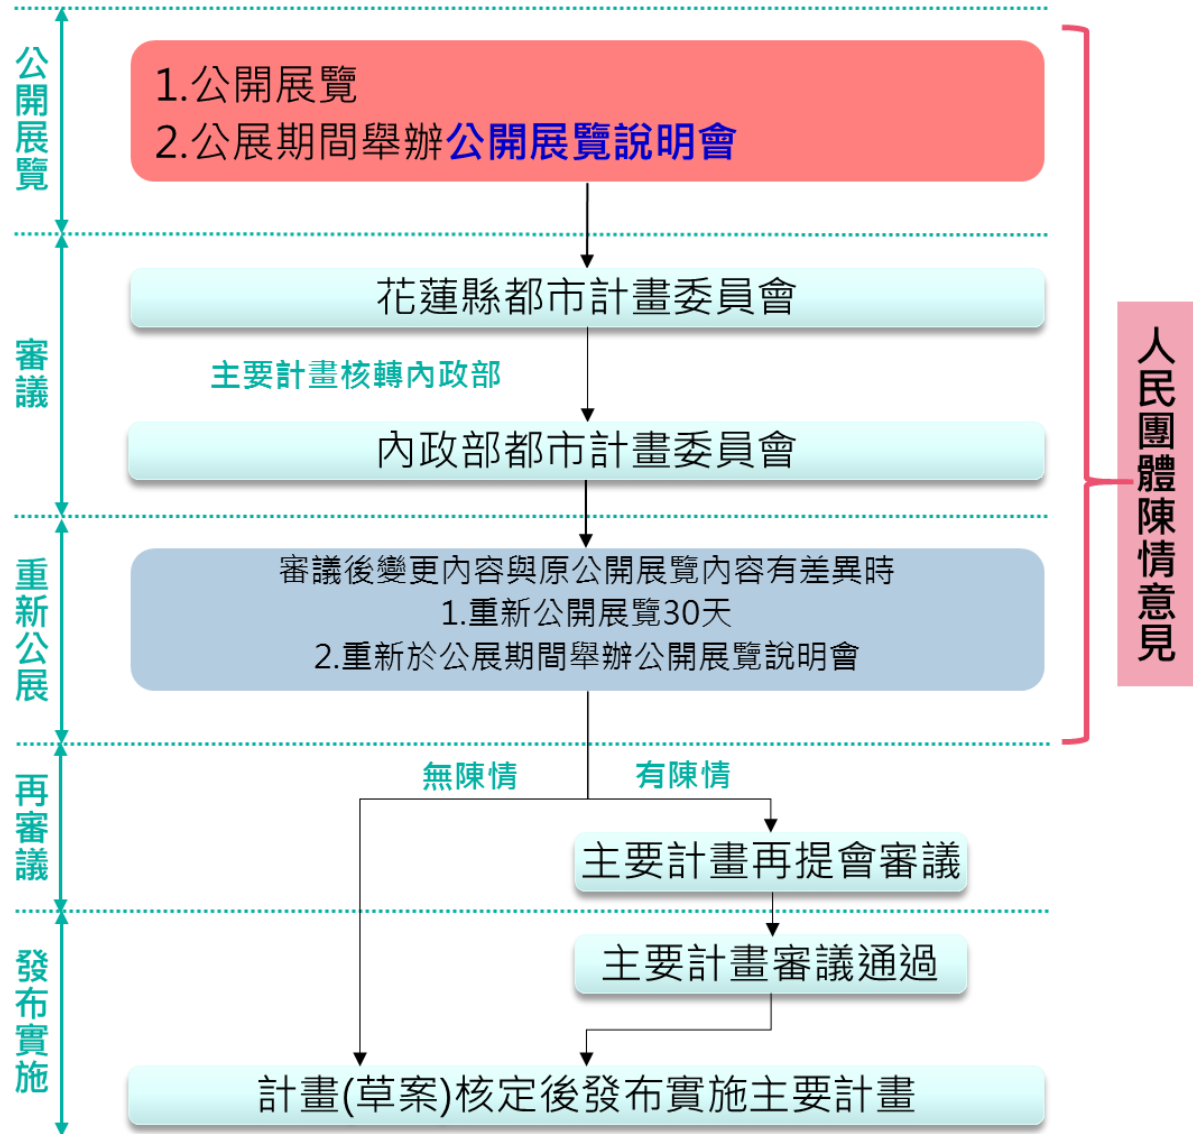 公開展覽
1.公開展覽
2.公展期間舉辦公開展覽說明會
審議
花蓮縣都市計畫委員會
主要計畫核轉內政部
內政部都市計畫委員會
人民團體陳情意見
重新公展
審議後變更內容與原公開展覽內容有差異時
1.重新公開展覽30天
2.重新於公展期間舉辦公開展覽說明會
再審議
無陳情
有陳情
主要計畫再提會審議
發布實施
主要計畫審議通過
計畫(草案)核定後發布實施主要計畫